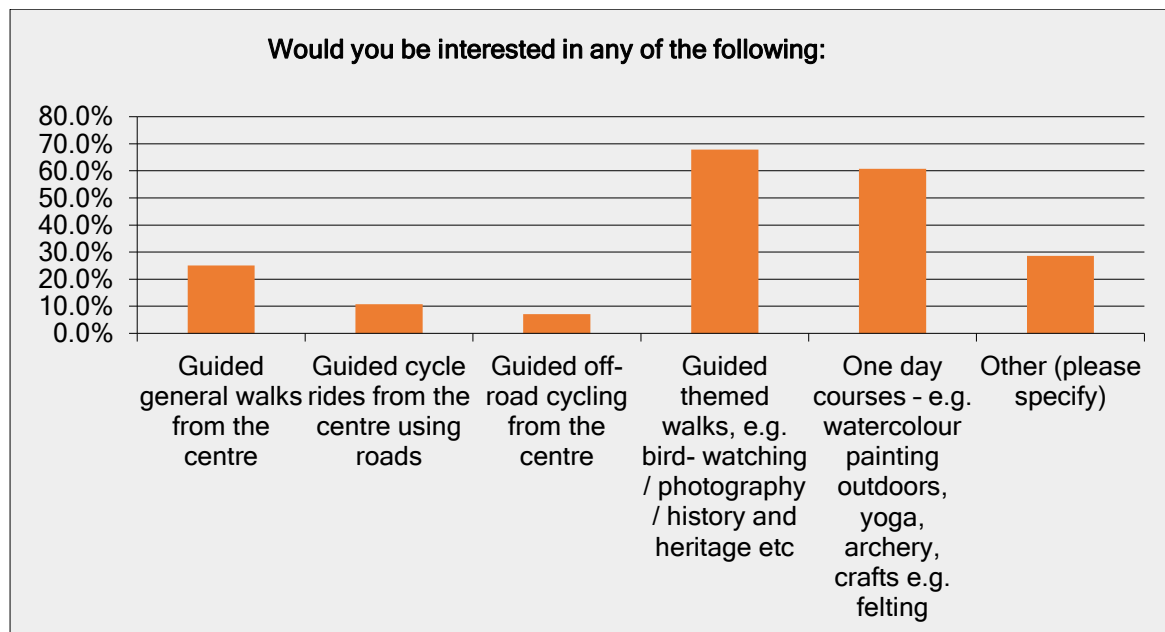 Would you be interested in any of the following:
80.0%
70.0%
60.0%
50.0%
40.0%
30.0%
20.0%
10.0%
0.0%
Guided
general walks
from the
centre
Guided cycle
rides from the
centre using
roads
Guided off-
road cycling
from the
centre
Guided
themed
walks, e.g.
bird- watching
/ photography
/ history and
heritage etc
One day
courses – e.g.
watercolour
painting
outdoors,
yoga,
archery,
crafts e.g.
felting
Other (please
specify)